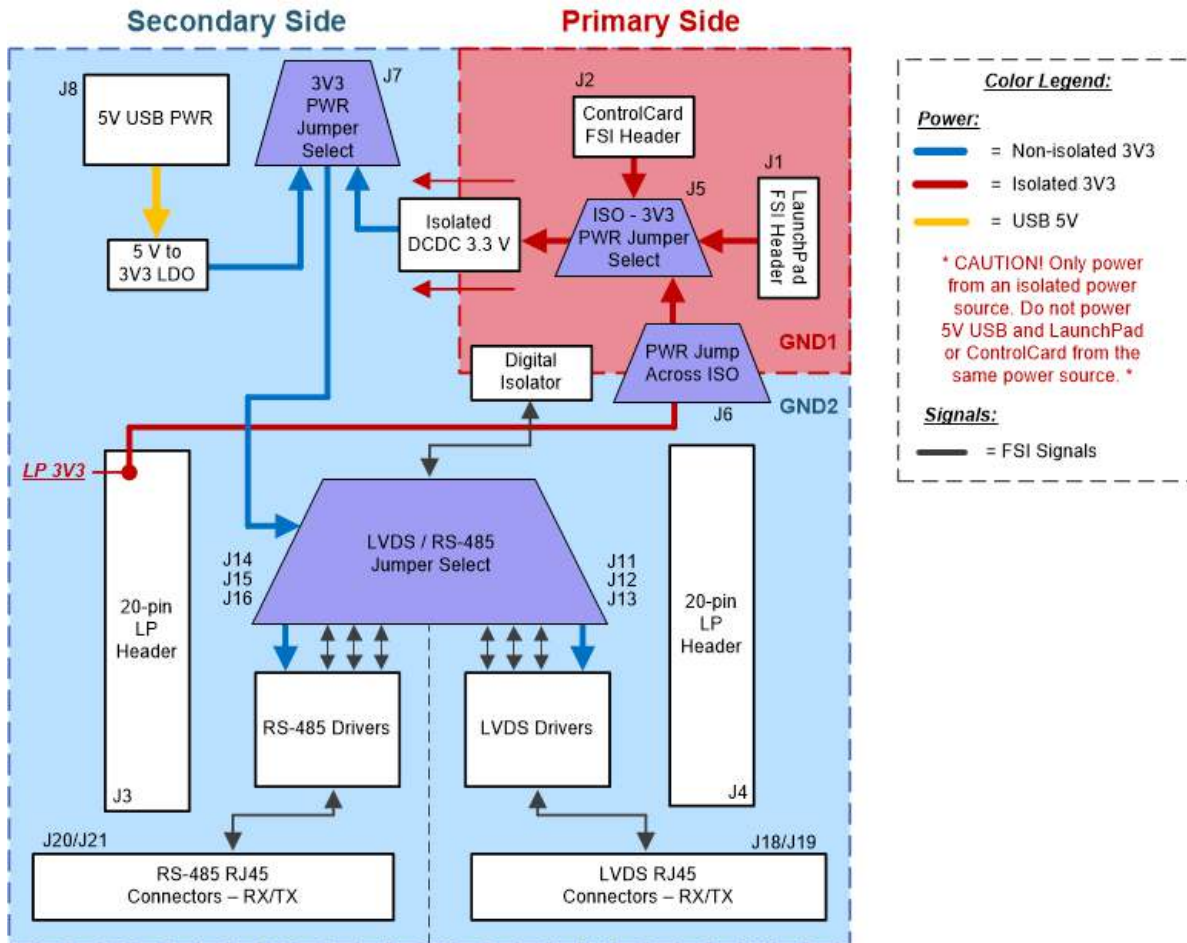 Secondary Side
Primary Side
J8
5V USB PWR
3V3
PWR
Jumper
Select
J7
J2
ControlCard
FSI Header
J1
LaunchPad
FSI Header
J5
ISO - 3V3
PWR Jumper
Select
Isolated
DCDC 3.3 V
5 V to
3V3 LDO
GND1
PWR Jump
Across ISO
Digital
Isolator
GND2
J6
LP 3V3
LVDS / RS-485
Jumper Select
J14
J15
J16
J11
J12
J13
20-pin
LP
Header
J3
20-pin
LP
Header
J4
RS-485 Drivers
LVDS Drivers
J20/J21
RS-485 RJ45
Connectors – RX/TX
J18/J19
LVDS RJ45
Connectors – RX/TX
Color Legend:
Power:
= Non-isolated 3V3
= Isolated 3V3
= USB 5V
* CAUTION! Only power
from an isolated power
source. Do not power
5V USB and LaunchPad
or ControlCard from the
same power source. *
Signals:
= FSI Signals